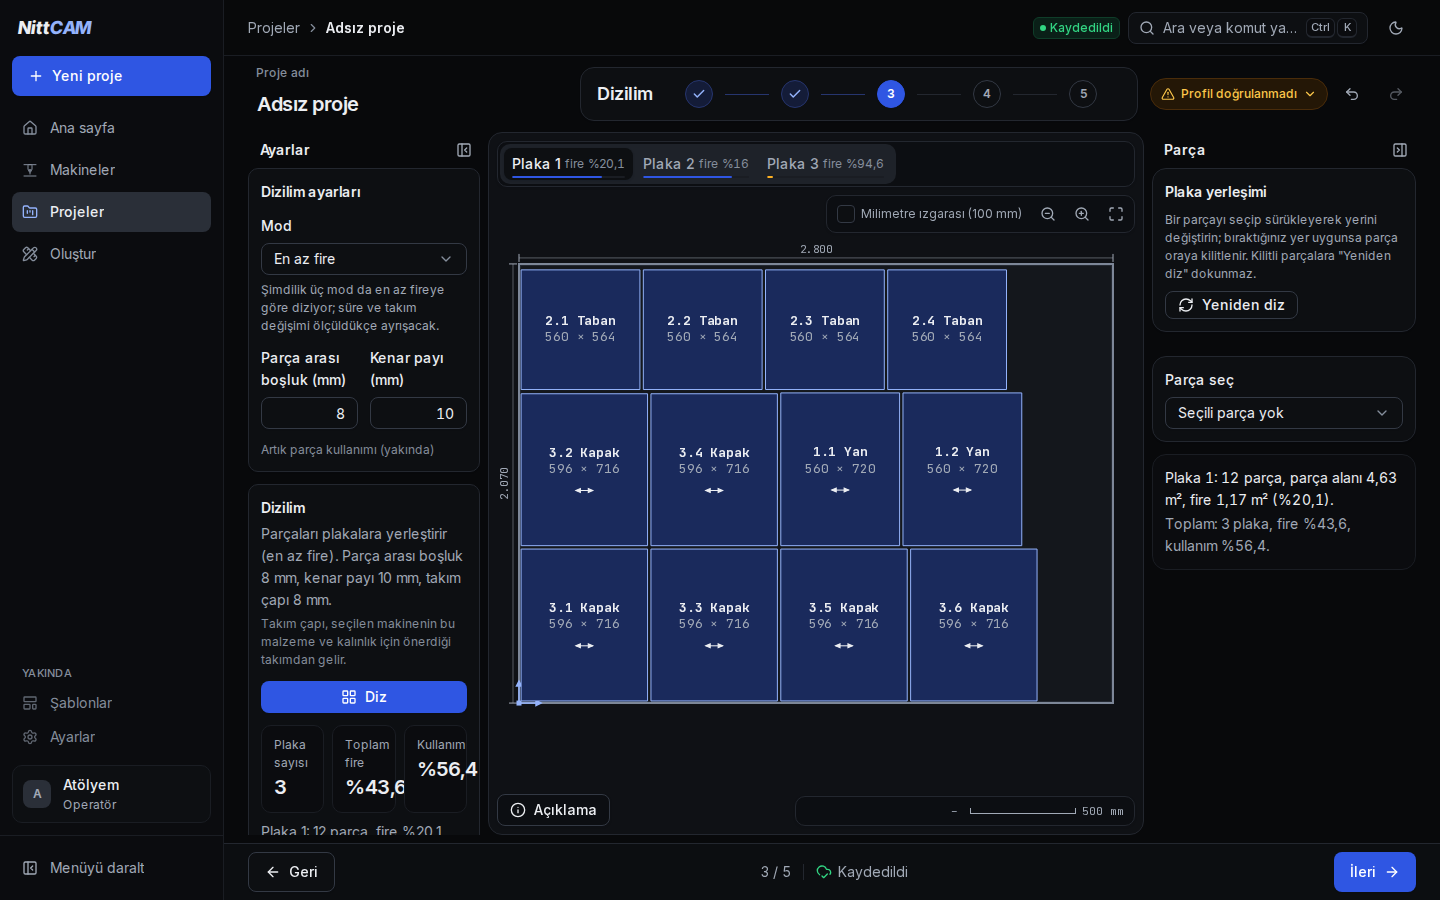 NittCAM
Yeni proje
Ana sayfa
Makineler
Projeler
Oluştur
YAKINDA
Şablonlar
Ayarlar
A
Atölyem
Operatör
Menüyü daralt
Projeler > Adsız proje
Kaydedildi
Ara veya komut ya...
Ctrl K
Proje adı
Adsız proje
Dizilim
3
4
5
Profil doğrulanmadı
Ayarlar
Dizilim ayarları
Mod
En az fire
Şimdilik üç mod da en az fireye
göre diziyor; süre ve takım
değişimi ölçüldükçe ayrışacak.
Parça arası
boşluk (mm)
Kenar payı
(mm)
8
10
Artık parça kullanımı (yakında)
Dizilim
Parçaları plakalara yerleştirir
(en az fire). Parça arası boşluk
8 mm, kenar payı 10 mm, takım
çapı 8 mm.
Takım çapı, seçilen makinenin bu
malzeme ve kalınlık için önerdiği
takımdan gelir.
Diz
Plaka
sayısı
3
Toplam
fire
%43,6
Kullanım
%56,4
Plaka 1: 12 parça, fire %20,1
Plaka 1 fire %20,1
Plaka 2 fire %16
Plaka 3 fire %94,6
Milimetre ızgarası (100 mm)
2.800
2.070
2.1 Taban
560 × 564
2.2 Taban
560 × 564
2.3 Taban
560 × 564
2.4 Taban
560 × 564
3.2 Kapak
596 × 716
3.4 Kapak
596 × 716
1.1 Yan
560 × 720
1.2 Yan
560 × 720
3.1 Kapak
596 × 716
3.3 Kapak
596 × 716
3.5 Kapak
596 × 716
3.6 Kapak
596 × 716
Açıklama
–
500 mm
Parça
Plaka yerleşimi
Bir parçayı seçip sürükleyerek yerini
değiştirin; bıraktığınız yer uygunsa parça
oraya kilitlenir. Kilitli parçalara "Yeniden
diz" dokunmaz.
Yeniden diz
Parça seç
Seçili parça yok
Plaka 1: 12 parça, parça alanı 4,63
m², fire 1,17 m² (%20,1).
Toplam: 3 plaka, fire %43,6,
kullanım %56,4.
Geri
3 / 5
Kaydedildi
İleri